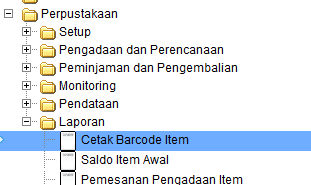 Perpustakaan
Setup
Pengadaan dan Perencanaan
Peminjaman dan Pengembalian
Monitoring
Pendataan
Laporan
Cetak Barcode Item
Saldo Item Awal
Pemesanan Pengadaan Item